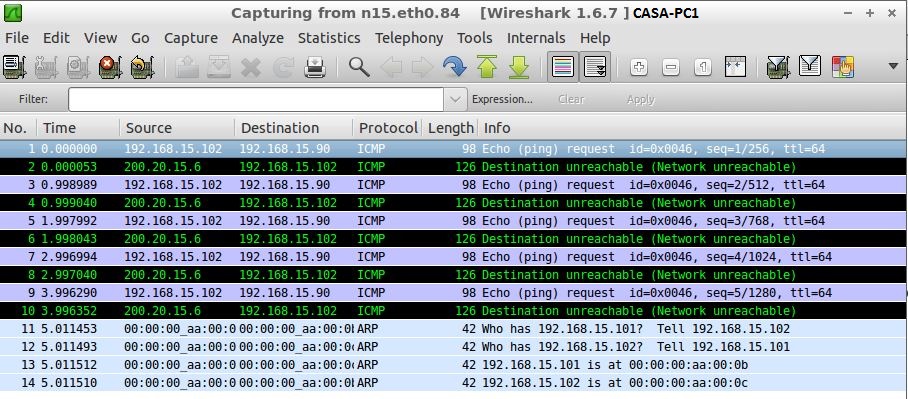 Capturing from n15.eth0.84 [Wireshark 1.6.7 ] CASA-PC1
File Edit View Go Capture Analyze Statistics Telephony Tools Internals Help
Filter: Expression... Clear Apply
No. Time Source Destination Protocol Length Info
1 0.000000 192.168.15.102 192.168.15.90 ICMP 98 Echo (ping) request id=0x0046, seq=1/256, ttl=64
2 0.000053 200.20.15.6 192.168.15.102 ICMP 126 Destination unreachable (Network unreachable)
3 0.998989 192.168.15.102 192.168.15.90 ICMP 98 Echo (ping) request id=0x0046, seq=2/512, ttl=64
4 0.999040 200.20.15.6 192.168.15.102 ICMP 126 Destination unreachable (Network unreachable)
5 1.997992 192.168.15.102 192.168.15.90 ICMP 98 Echo (ping) request id=0x0046, seq=3/768, ttl=64
6 1.998043 200.20.15.6 192.168.15.102 ICMP 126 Destination unreachable (Network unreachable)
7 2.996994 192.168.15.102 192.168.15.90 ICMP 98 Echo (ping) request id=0x0046, seq=4/1024, ttl=64
8 2.997040 200.20.15.6 192.168.15.102 ICMP 126 Destination unreachable (Network unreachable)
9 3.996290 192.168.15.102 192.168.15.90 ICMP 98 Echo (ping) request id=0x0046, seq=5/1280, ttl=64
10 3.996352 200.20.15.6 192.168.15.102 ICMP 126 Destination unreachable (Network unreachable)
11 5.011453 00:00:00_aa:00:0 00:00:00_aa:00:0 ARP 42 Who has 192.168.15.101? Tell 192.168.15.102
12 5.011493 00:00:00_aa:00:0 00:00:00_aa:00:0 ARP 42 Who has 192.168.15.102? Tell 192.168.15.101
13 5.011512 00:00:00_aa:00:0 00:00:00_aa:00:0 ARP 42 192.168.15.101 is at 00:00:00:aa:00:0b
14 5.011510 00:00:00_aa:00:0 00:00:00_aa:00:0 ARP 42 192.168.15.102 is at 00:00:00:aa:00:0c